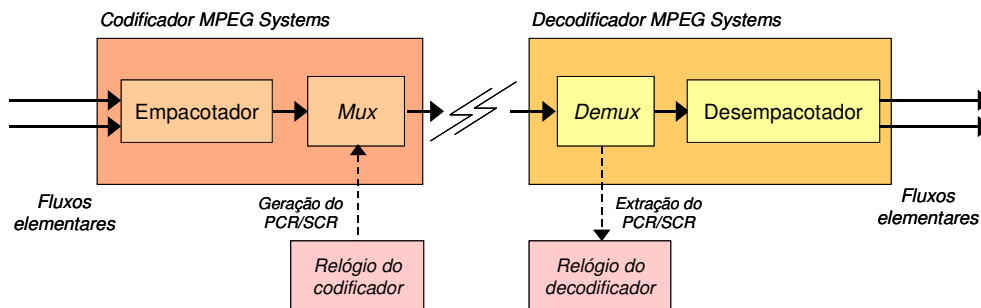 Codificador MPEG Systems
Decodificador MPEG Systems
Empacotador
Mux
Demux
Desempacotador
Fluxos
elementares
Geração do
PCR/SCR
Extração do
PCR/SCR
Fluxos
elementares
Relógio do
codificador
Relógio do
decodificador